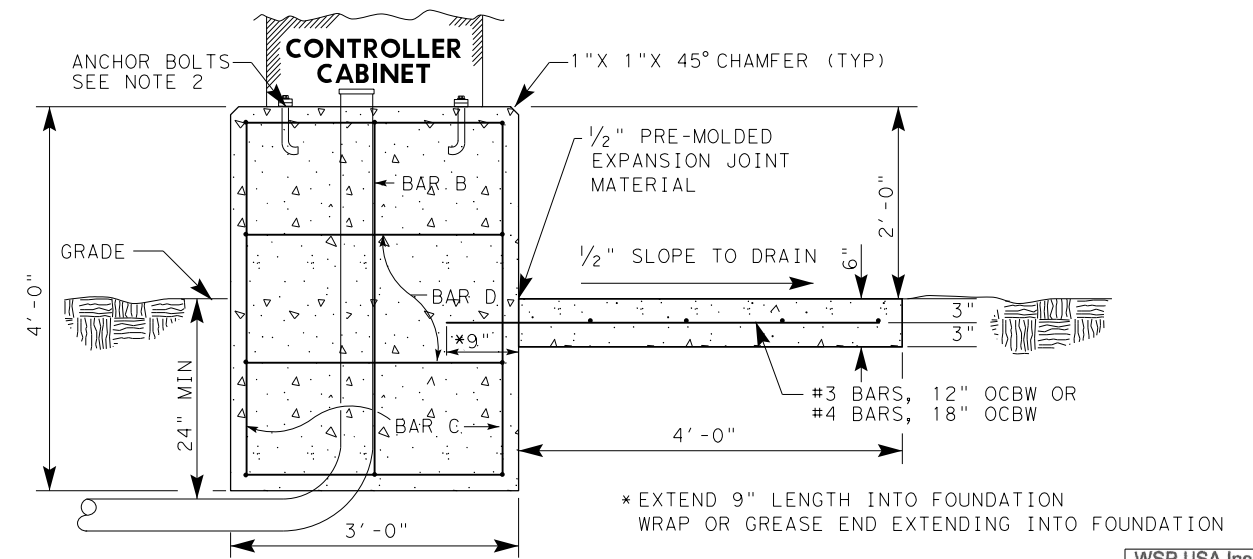 CONTROLLER
CABINET
ANCHOR BOLTS
SEE NOTE 2
1"X 1"X 45° CHAMFER (TYP)
1/2" PRE-MOLDED
EXPANSION JOINT
MATERIAL
BAR B
2'-0"
GRADE
1/2" SLOPE TO DRAIN
6"
4'-0"
BAR D
3"
3"
*9"
24" MIN
#3 BARS, 12" OCBW OR
#4 BARS, 18" OCBW
BAR C
4'-0"
* EXTEND 9" LENGTH INTO FOUNDATION
WRAP OR GREASE END EXTENDING INTO FOUNDATION
3'-0"
WSP USA Inc